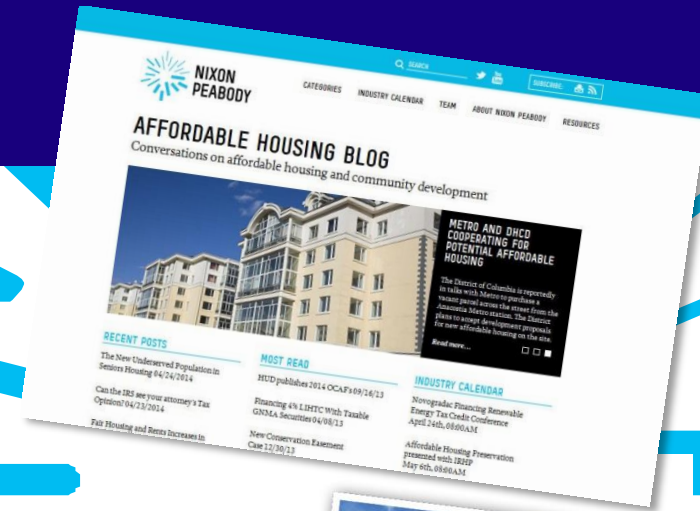 SEARCH
SUBSCRIBE:
NIXON
PEABODY
CATEGORIES
INDUSTRY CALENDAR
TEAM
ABOUT NIXON PEABODY
RESOURCES
AFFORDABLE HOUSING BLOG
Conversations on affordable housing and community development
METRO AND DHCD
COOPERATING FOR
POTENTIAL AFFORDABLE
HOUSING
The District of Columbia is reportedly
in talks with Metro to purchase a
vacant parcel across the street from the
Anacostia Metro station. The District
plans to accept development proposals
for new affordable housing on the site.
Read more...
RECENT POSTS
The New Underserved Population in
Seniors Housing 04/24/2014
Can the IRS see your attorney's Tax
Opinion? 04/23/2014
Fair Housing and Rents Increases in
MOST READ
HUD publishes 2014 OCAF's 09/16/13
Financing 4% LIHTC With Taxable
GNMA Securities 04/08/13
New Conservation Easement
Case 12/30/13
INDUSTRY CALENDAR
Novogradac Financing Renewable
Energy Tax Credit Conference
April 24th, 08:00AM
Affordable Housing Preservation
presented with IRHP
May 6th, 08:00AM